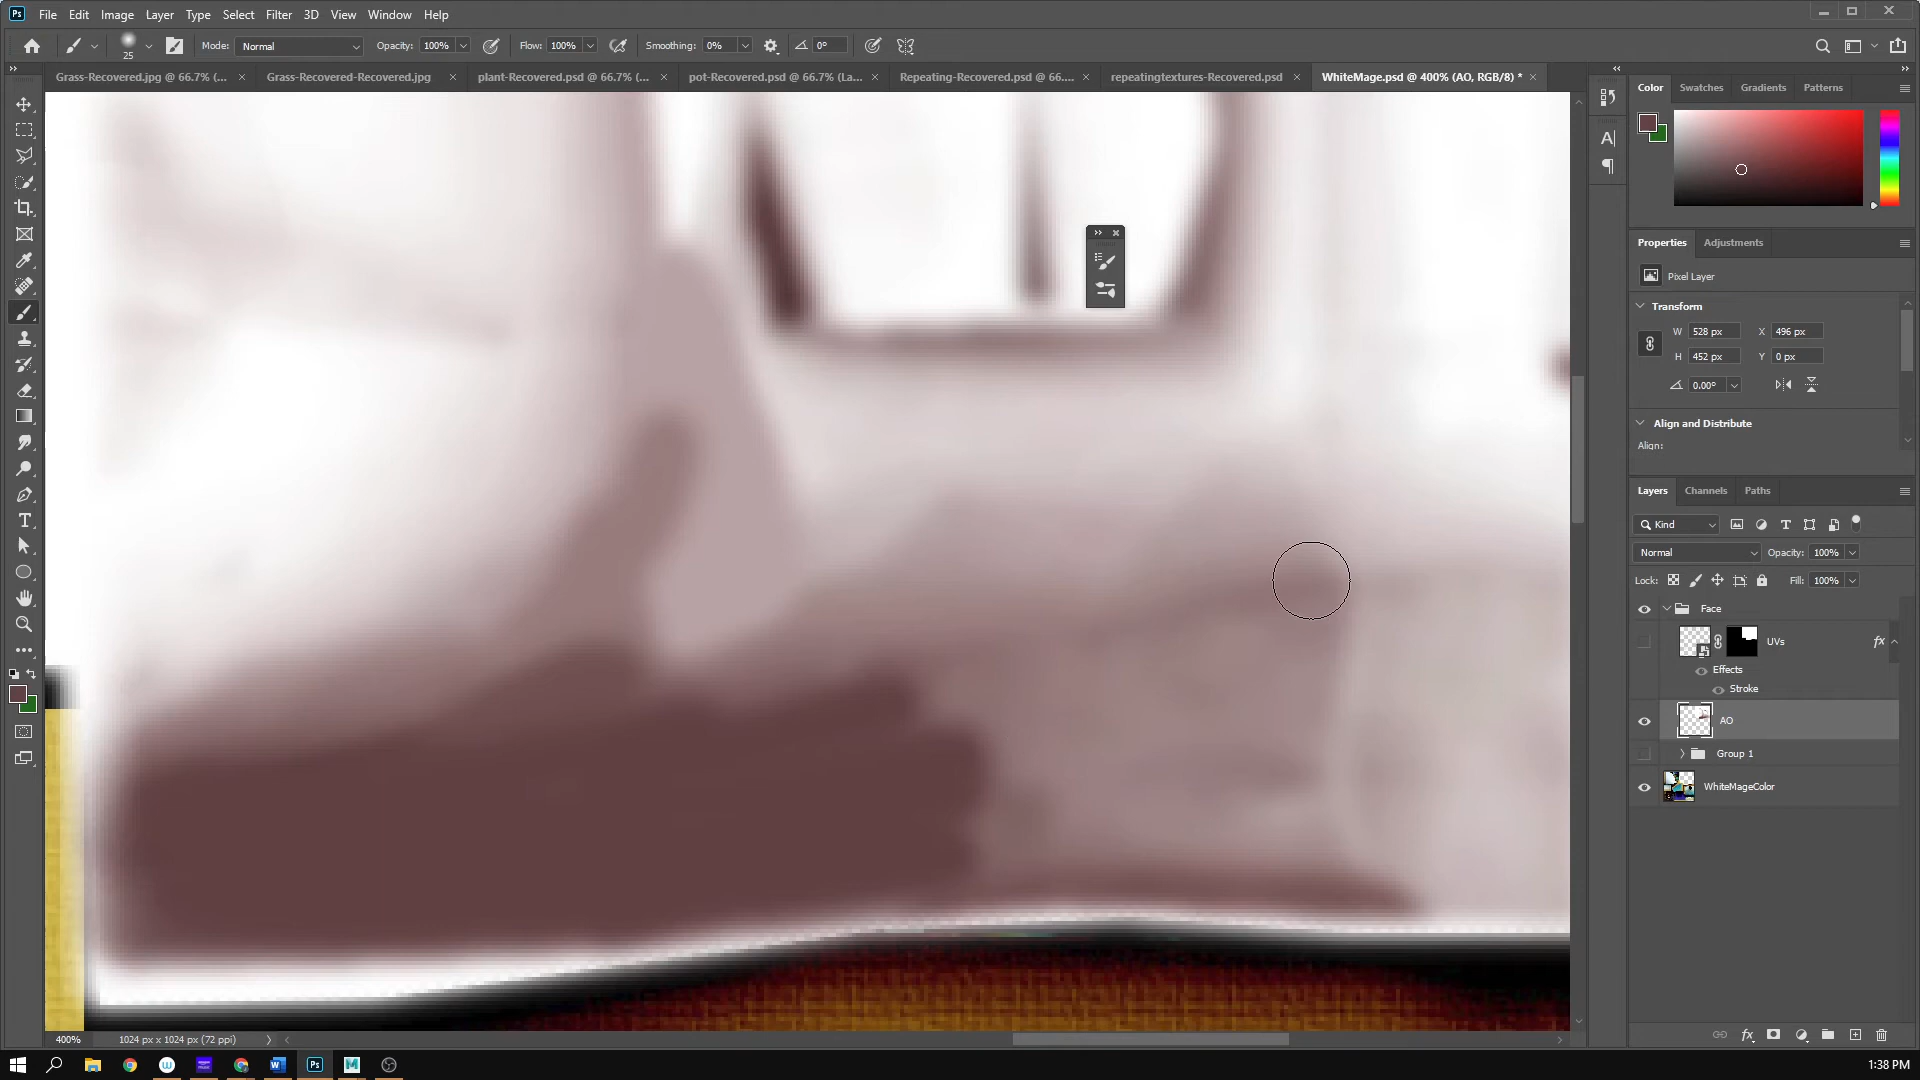 Ps File Edit Image Layer Type Select Filter 3D View Window Help
25 Mode: Normal Opacity: 100% Flow: 100% Smoothing: 0% 0°
Grass-Recovered.jpg @ 66.7% (... Grass-Recovered-Recovered.jpg plant-Recovered.psd @ 66.7% (... pot-Recovered.psd @ 66.7% (La... Repeating-Recovered.psd @ 66.... repeatingtextures-Recovered.psd WhiteMage.psd @ 400% (AO, RGB/8) *
Color Swatches Gradients Patterns
Properties Adjustments
Pixel Layer
Transform
W 528 px X 496 px
H 452 px Y 0 px
0.00°
Align and Distribute
Align:
Layers Channels Paths
Kind
Normal Opacity: 100%
Lock: Fill: 100%
Face
UVs fx
Effects
Stroke
AO
Group 1
WhiteMageColor
400% 1024 px x 1024 px (72 ppi)
1:38 PM